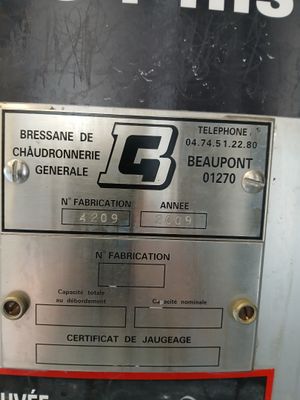 BRESSANE DE
CHAUDRONNERIE
GENERALE
TELEPHONE
04.74.51.22.80
BEAUPONT
01270
N° FABRICATION
4209
ANNEE
2009
N° FABRICATION
Capacité totale
au débordement
Capacité nominale
CERTIFICAT DE JAUGEAGE